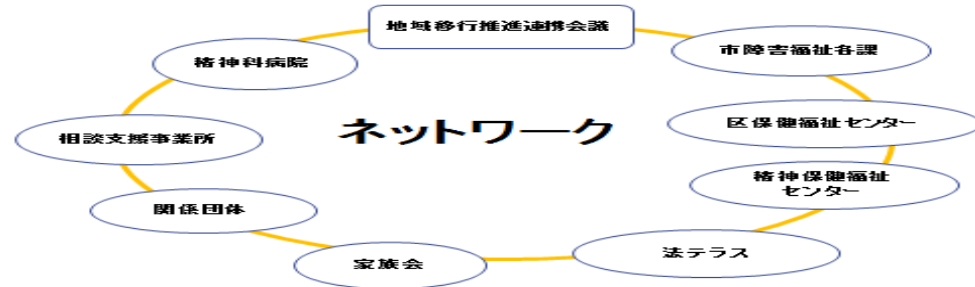 地域移行推進連携会議
精神科病院
市障害福祉各課
相談支援事業所
ネットワーク
区保健福祉センター
精神保健福祉
センター
関係団体
法テラス
家族会